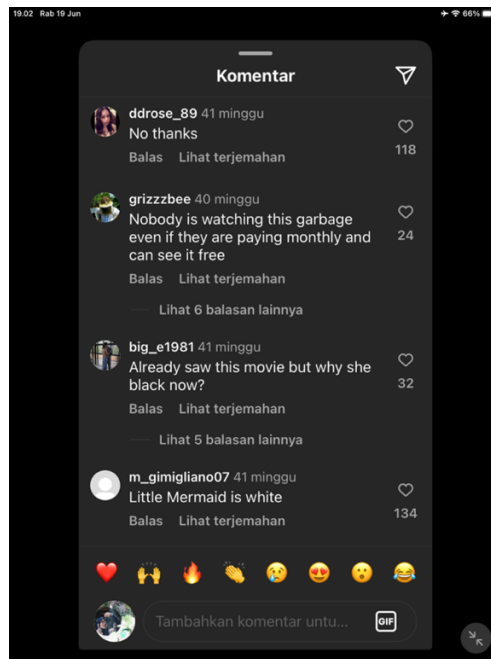 19.02 Rab 19 Jun
66%
Komentar
ddrose_89 41 minggu
No thanks
118
Balas Lihat terjemahan
grizzzbee 40 minggu
Nobody is watching this garbage
even if they are paying monthly and
24
can see it free
Balas Lihat terjemahan
Lihat 6 balasan lainnya
big_e1981 41 minggu
Already saw this movie but why she
black now?
32
Balas Lihat terjemahan
Lihat 5 balasan lainnya
m_gimigliano07 41 minggu
Little Mermaid is white
134
Balas Lihat terjemahan
Tambahkan komentar untu...
GIF